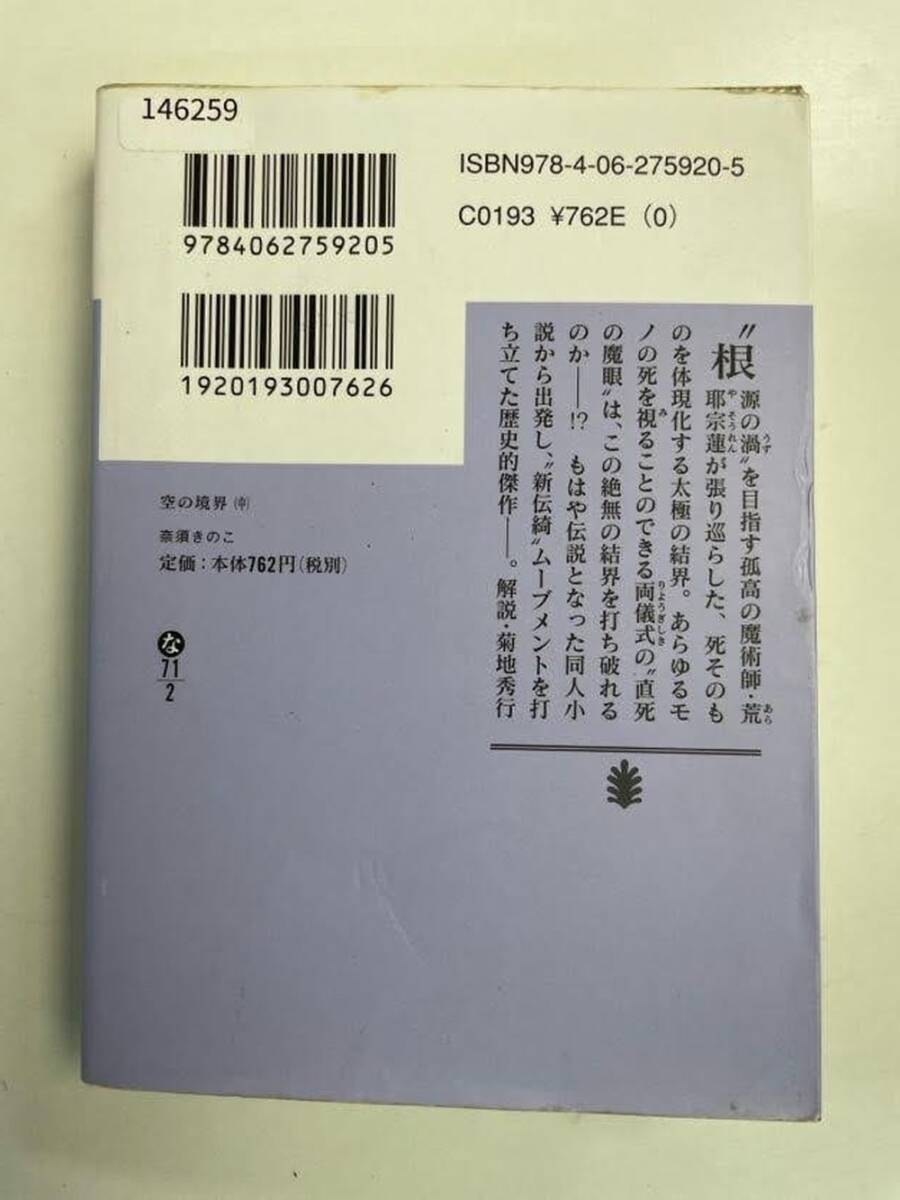 146259
ISBN978-4-06-275920-5
9784062759205
C0193 ¥762E (0)
1920193007626
“根源の渦”を目指す孤高の魔術師・荒
耶宗蓮が張り巡らした、死そのも
のを体現化する太極の結界。あらゆるモ
ノの死を視ることのできる両儀式の“直死
の魔眼”は、この絶無の結界を打ち破れる
のか──!? もはや伝説となった同人小
説から出発し、“新伝綺”ムーブメントを打
ち立てた歴史的傑作──。解説・菊地秀行
空の境界 (中)
奈須きのこ
定価：本体762円(税別)
な
71
2